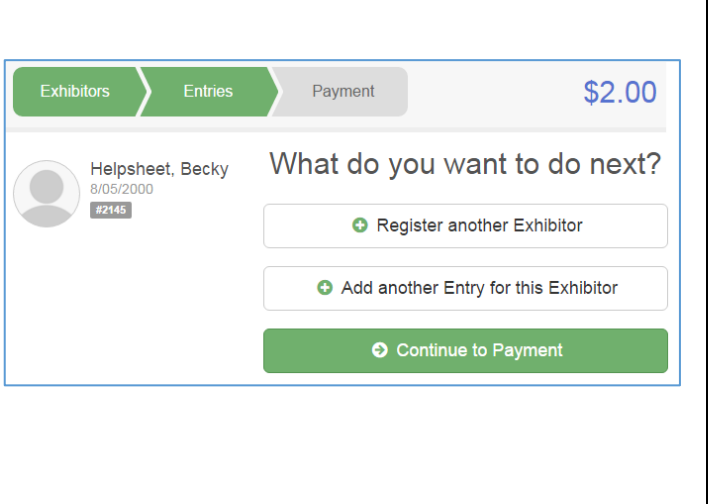 Exhibitors
Entries
Payment
$2.00
Helpsheet, Becky
8/05/2000
#2145
What do you want to do next?
Register another Exhibitor
Add another Entry for this Exhibitor
Continue to Payment